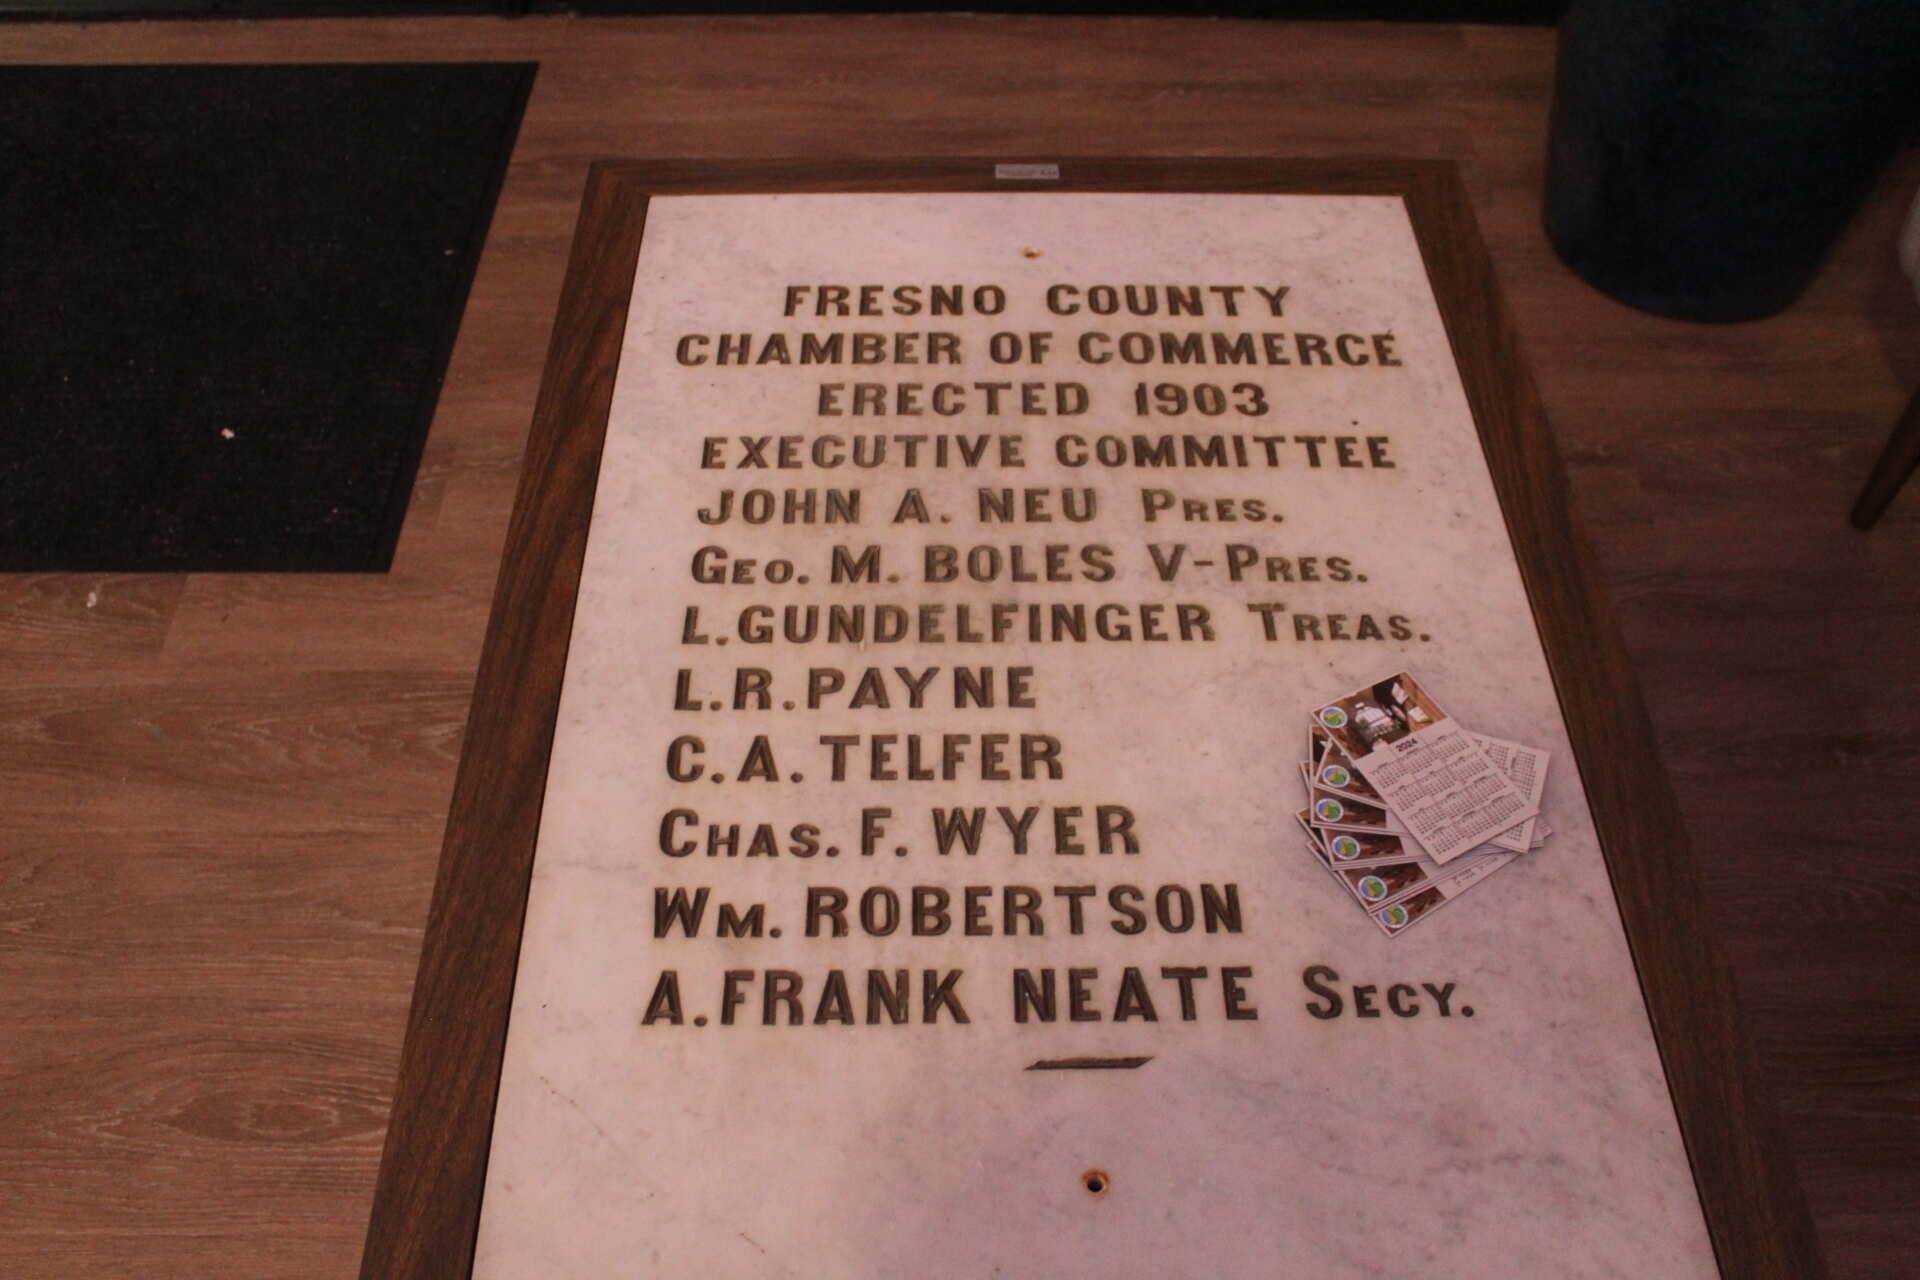 FRESNO COUNTY
CHAMBER OF COMMERCE
ERECTED 1903
EXECUTIVE COMMITTEE
JOHN A. NEU PRES.
GEO. M. BOLES V-PRES.
L. GUNDELFINGER TREAS.
L. R. PAYNE
C. A. TELFER
CHAS. F. WYER
WM. ROBERTSON
A. FRANK NEATE SECY.
2024